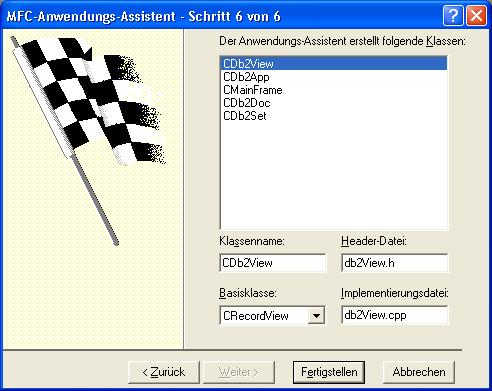 MFC-Anwendungs-Assistent - Schritt 6 von 6
Der Anwendungs-Assistent erstellt folgende Klassen:
CDb2View
CDb2App
CMainFrame
CDb2Doc
CDb2Set
Klassenname: Header-Datei:
CDb2View db2View.h
Basisklasse: Implementierungsdatei:
CRecordView db2View.cpp
< Zurück Weiter > Fertigstellen Abbrechen